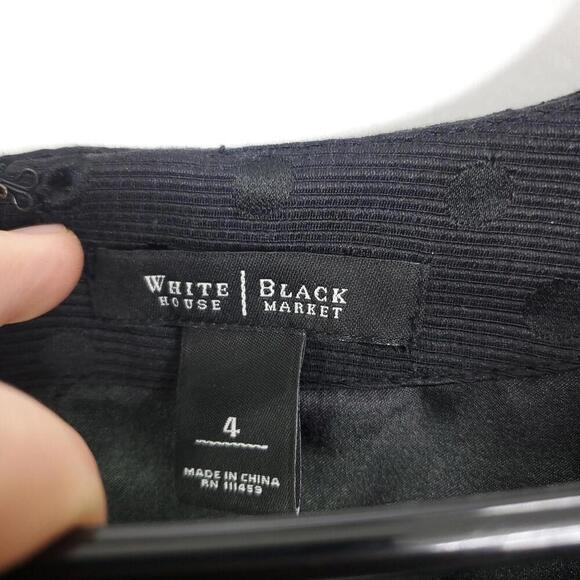 WHITE | BLACK
HOUSE | MARKET
4
MADE IN CHINA
RN 111459